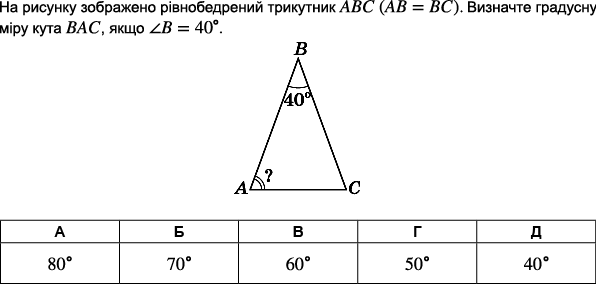 На рисунку зображено рівнобедрений трикутник ABC (AB = BC). Визначте градусну
міру кута BAC, якщо ∠B = 40°.
B
40°
?
A C
А Б В Г Д
80° 70° 60° 50° 40°